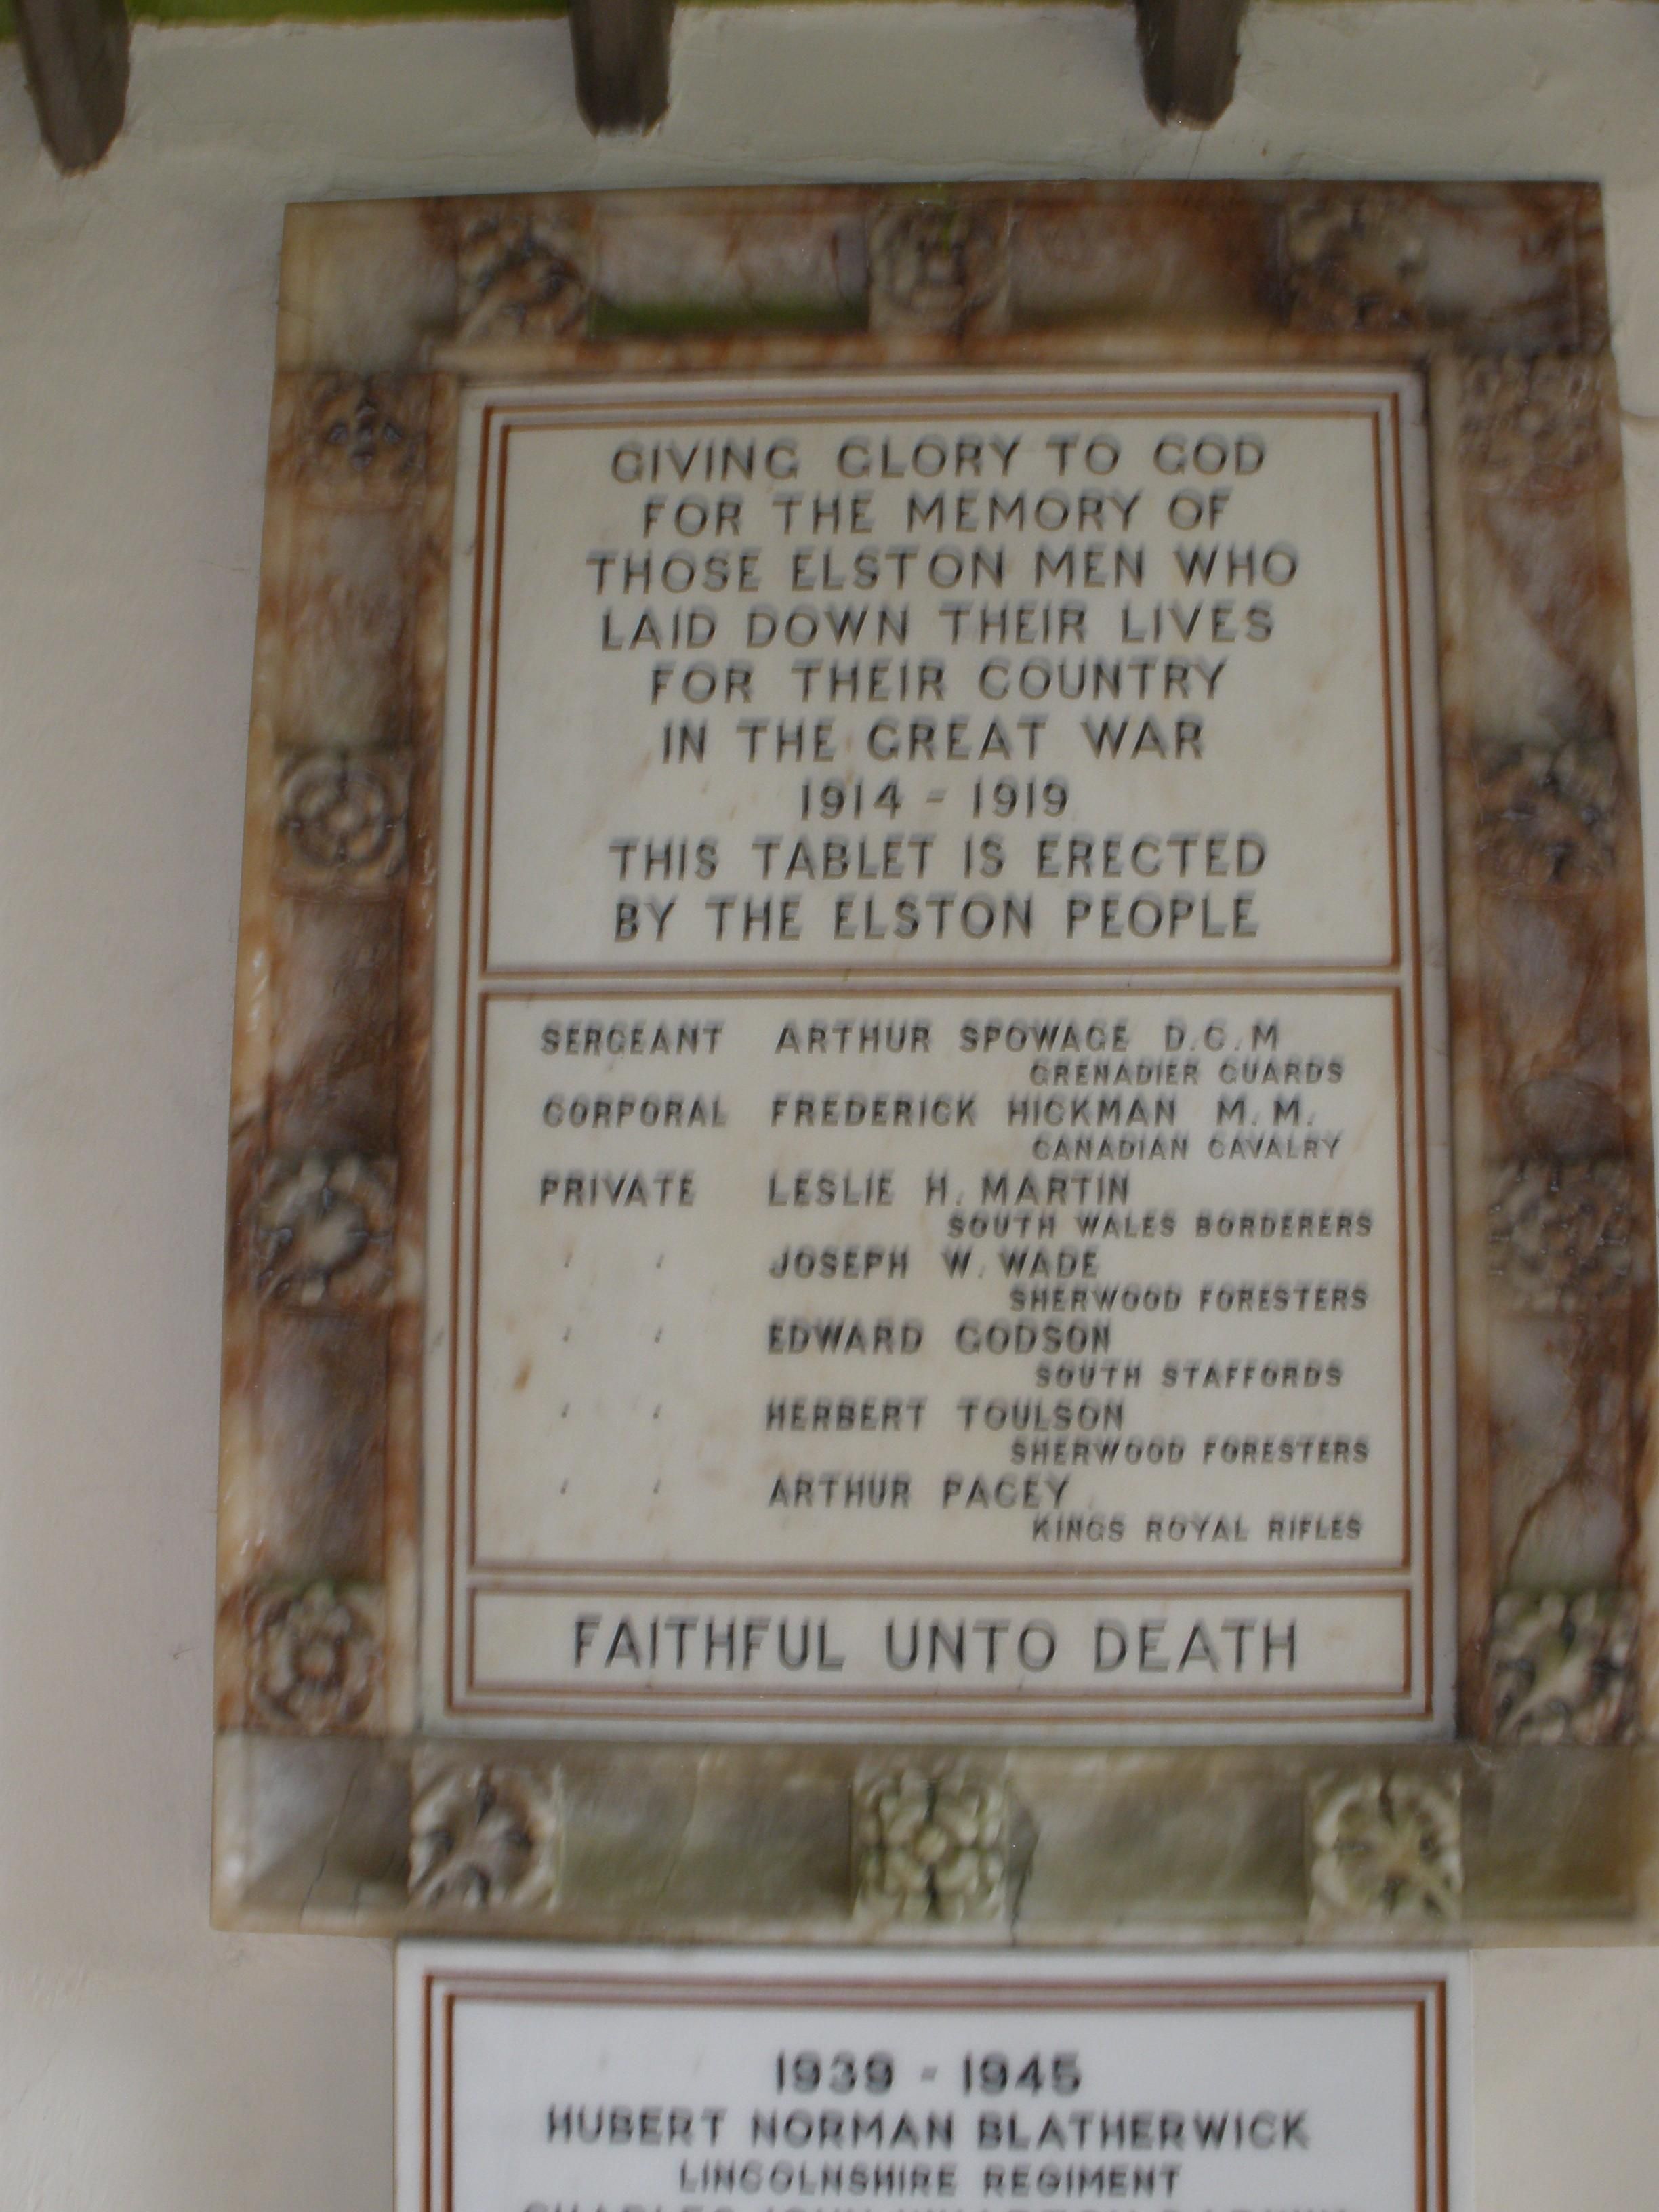 GIVING GLORY TO GOD
FOR THE MEMORY OF
THOSE ELSTON MEN WHO
LAID DOWN THEIR LIVES
FOR THEIR COUNTRY
IN THE GREAT WAR
1914 - 1919
THIS TABLET IS ERECTED
BY THE ELSTON PEOPLE
SERGEANT ARTHUR SPOWAGE D.C.M
GRENADIER GUARDS
CORPORAL FREDERICK HICKMAN M.M.
CANADIAN CAVALRY
PRIVATE LESLIE H. MARTIN
SOUTH WALES BORDERERS
' ' JOSEPH W. WADE
SHERWOOD FORESTERS
' ' EDWARD GODSON
SOUTH STAFFORDS
' ' HERBERT TOULSON
SHERWOOD FORESTERS
' ' ARTHUR PACEY
KINGS ROYAL RIFLES
FAITHFUL UNTO DEATH
1939 - 1945
HUBERT NORMAN BLATHERWICK
LINCOLNSHIRE REGIMENT
CHARLES JOHN